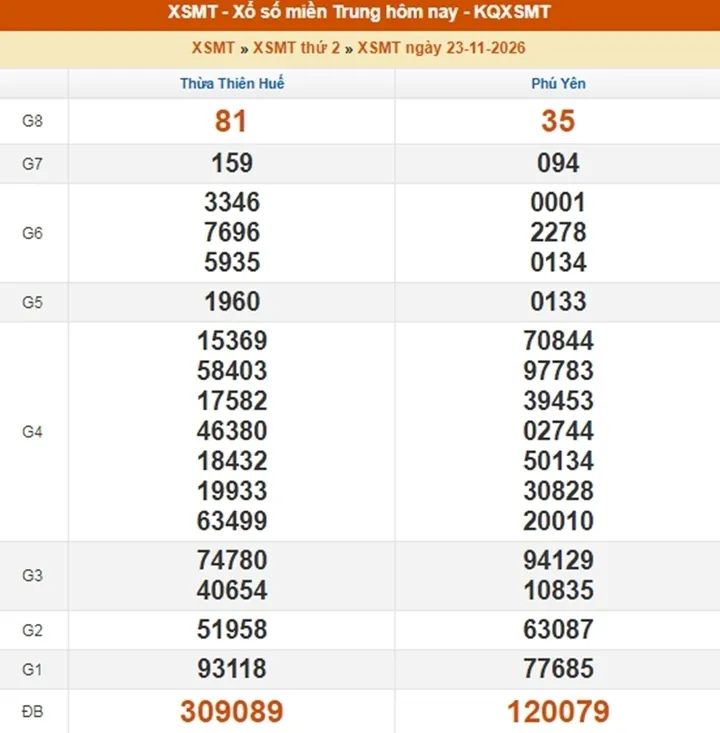 XSMT - Xổ số miền Trung hôm nay - KQXSMT
XSMT » XSMT thứ 2 » XSMT ngày 23-11-2026
Thừa Thiên Huế Phú Yên
G8 81 35
G7 159 094
3346 0001
G6 7696 2278
5935 0134
G5 1960 0133
15369 70844
58403 97783
17582 39453
G4 46380 02744
18432 50134
19933 30828
63499 20010
G3 74780 94129
40654 10835
G2 51958 63087
G1 93118 77685
ĐB 309089 120079